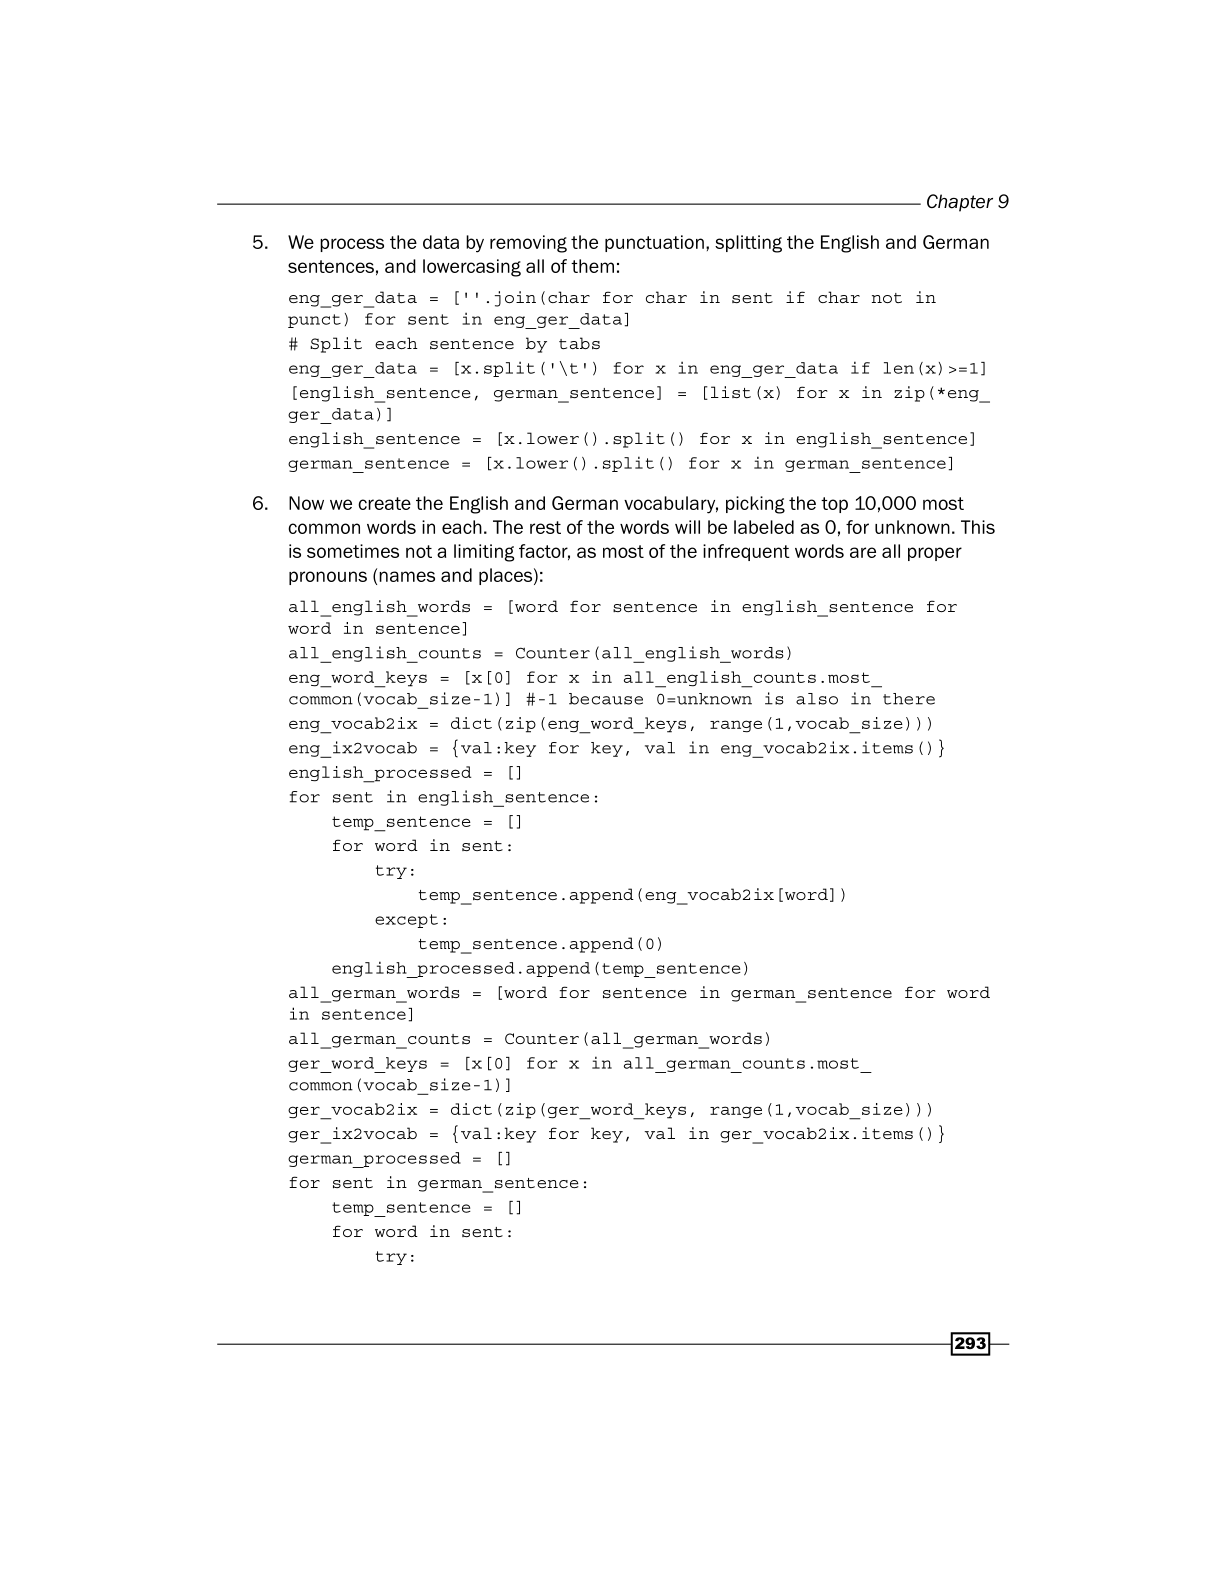 Chapter 9
5. We process the data by removing the punctuation, splitting the English and German
sentences, and lowercasing all of them:
eng_ger_data = [''.join(char for char in sent if char not in
punct) for sent in eng_ger_data]
# Split each sentence by tabs
eng_ger_data = [x.split('\t') for x in eng_ger_data if len(x)>=1]
[english_sentence, german_sentence] = [list(x) for x in zip(*eng_
ger_data)]
english_sentence = [x.lower().split() for x in english_sentence]
german_sentence = [x.lower().split() for x in german_sentence]
6. Now we create the English and German vocabulary, picking the top 10,000 most
common words in each. The rest of the words will be labeled as 0, for unknown. This
is sometimes not a limiting factor, as most of the infrequent words are all proper
pronouns (names and places):
all_english_words = [word for sentence in english_sentence for
word in sentence]
all_english_counts = Counter(all_english_words)
eng_word_keys = [x[0] for x in all_english_counts.most_
common(vocab_size-1)] #-1 because 0=unknown is also in there
eng_vocab2ix = dict(zip(eng_word_keys, range(1,vocab_size)))
eng_ix2vocab = {val:key for key, val in eng_vocab2ix.items()}
english_processed = []
for sent in english_sentence:
    temp_sentence = []
    for word in sent:
        try:
            temp_sentence.append(eng_vocab2ix[word])
        except:
            temp_sentence.append(0)
    english_processed.append(temp_sentence)
all_german_words = [word for sentence in german_sentence for word
in sentence]
all_german_counts = Counter(all_german_words)
ger_word_keys = [x[0] for x in all_german_counts.most_
common(vocab_size-1)]
ger_vocab2ix = dict(zip(ger_word_keys, range(1,vocab_size)))
ger_ix2vocab = {val:key for key, val in ger_vocab2ix.items()}
german_processed = []
for sent in german_sentence:
    temp_sentence = []
    for word in sent:
        try:
293